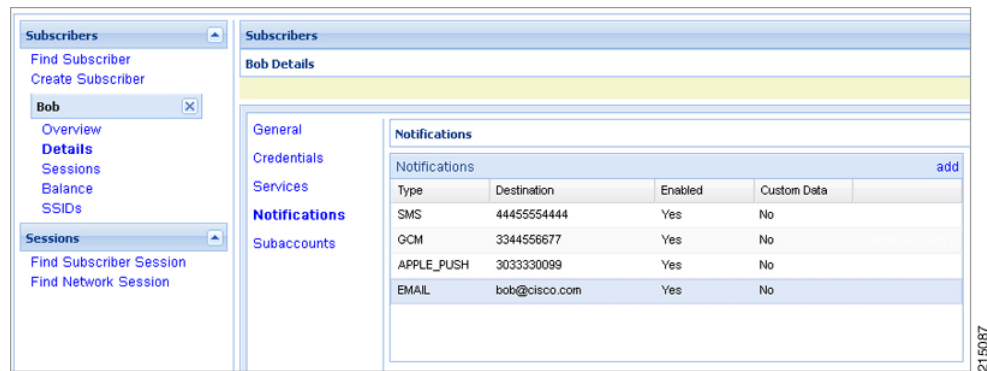 Subscribers
Find Subscriber
Create Subscriber
Bob
Overview
Details
Sessions
Balance
SSIDs
Sessions
Find Subscriber Session
Find Network Session
Subscribers
Bob Details
General
Credentials
Services
Notifications
Subaccounts
Notifications
Notifications add
Type Destination Enabled Custom Data
SMS 44455554444 Yes No
GCM 3344556677 Yes No
APPLE_PUSH 3033330099 Yes No
EMAIL bob@cisco.com Yes No
215087